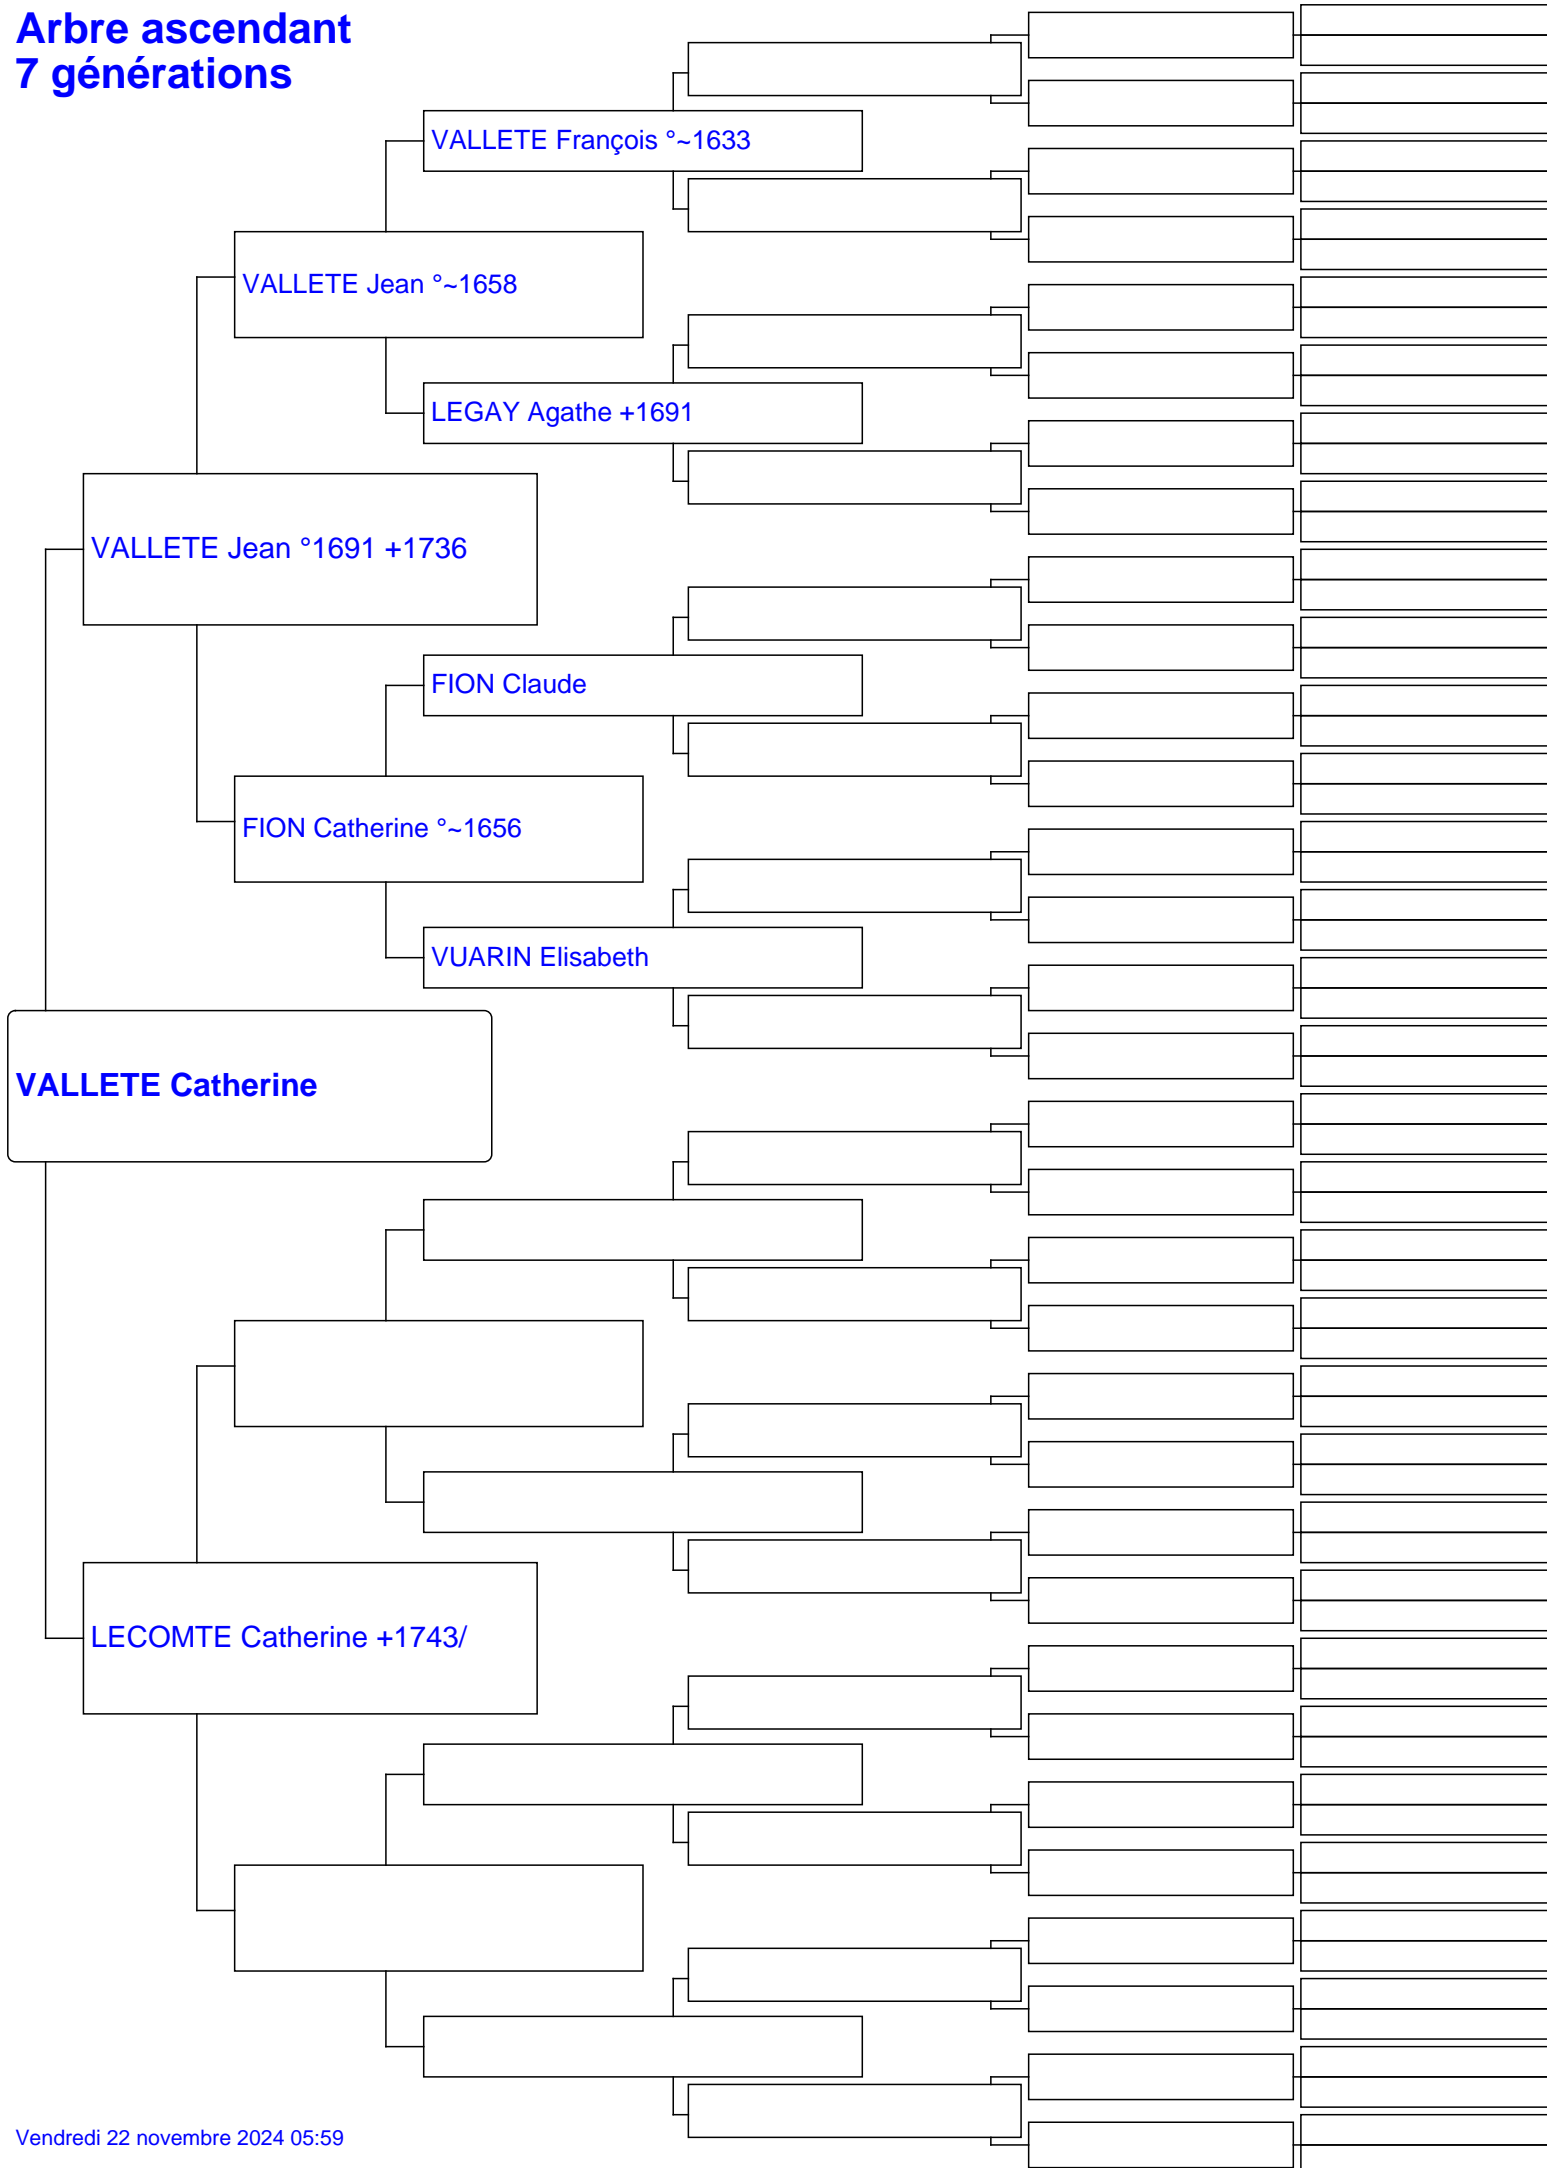 Arbre ascendant
7 générations
VALLETE François °~1633
VALLETE Jean °~1658
LEGAY Agathe +1691
VALLETE Jean °1691 +1736
FION Claude
FION Catherine °~1656
VUARIN Elisabeth
VALLETE Catherine
LECOMTE Catherine +1743/
Vendredi 22 novembre 2024 05:59